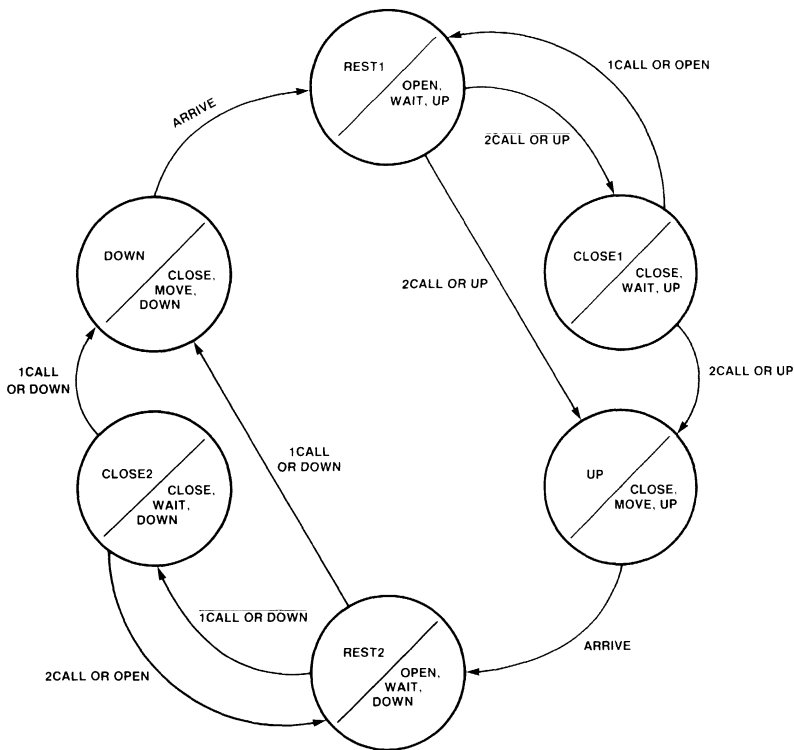 REST1
OPEN,
WAIT, UP
1CALL OR OPEN
ARRIVE
2CALL OR UP
DOWN
CLOSE,
MOVE,
DOWN
CLOSE1
CLOSE,
WAIT, UP
2CALL OR UP
1CALL
OR DOWN
2CALL OR UP
CLOSE2
CLOSE,
WAIT,
DOWN
1CALL
OR DOWN
UP
CLOSE,
MOVE, UP
1CALL OR DOWN
REST2
OPEN,
WAIT,
DOWN
ARRIVE
2CALL OR OPEN